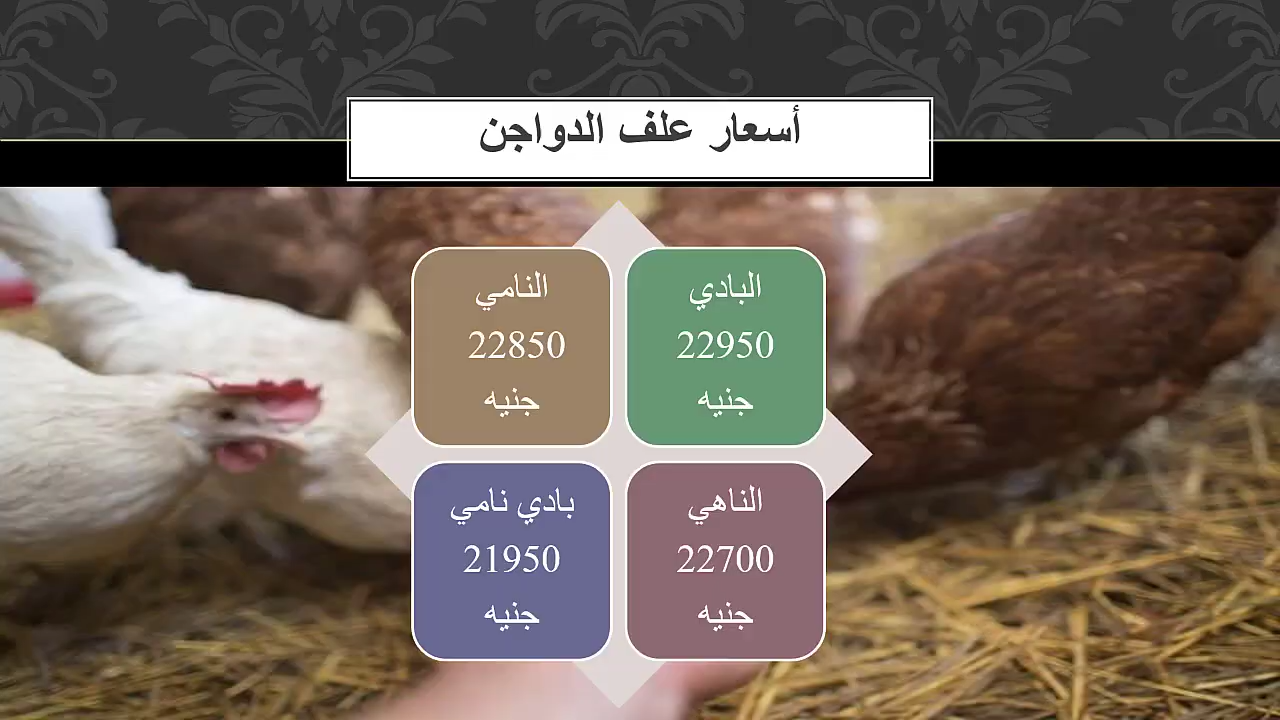 أسعار علف الدواجن
البادي
22950
جنيه
النامي
22850
جنيه
الناهي
22700
جنيه
بادي نامي
21950
جنيه